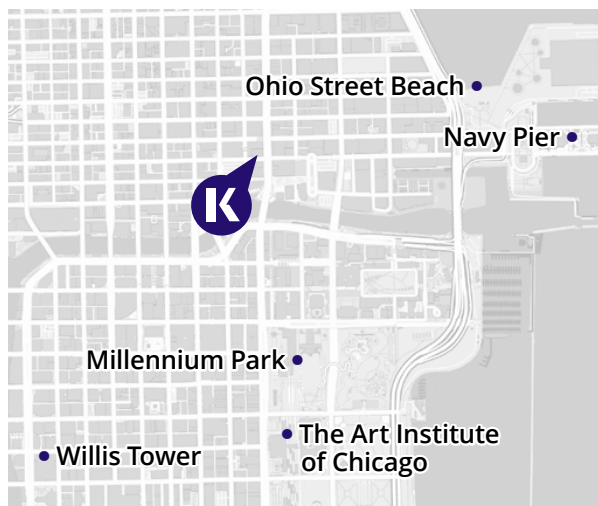 Ohio Street Beach
Navy Pier
K
Millennium Park
The Art Institute
of Chicago
Willis Tower